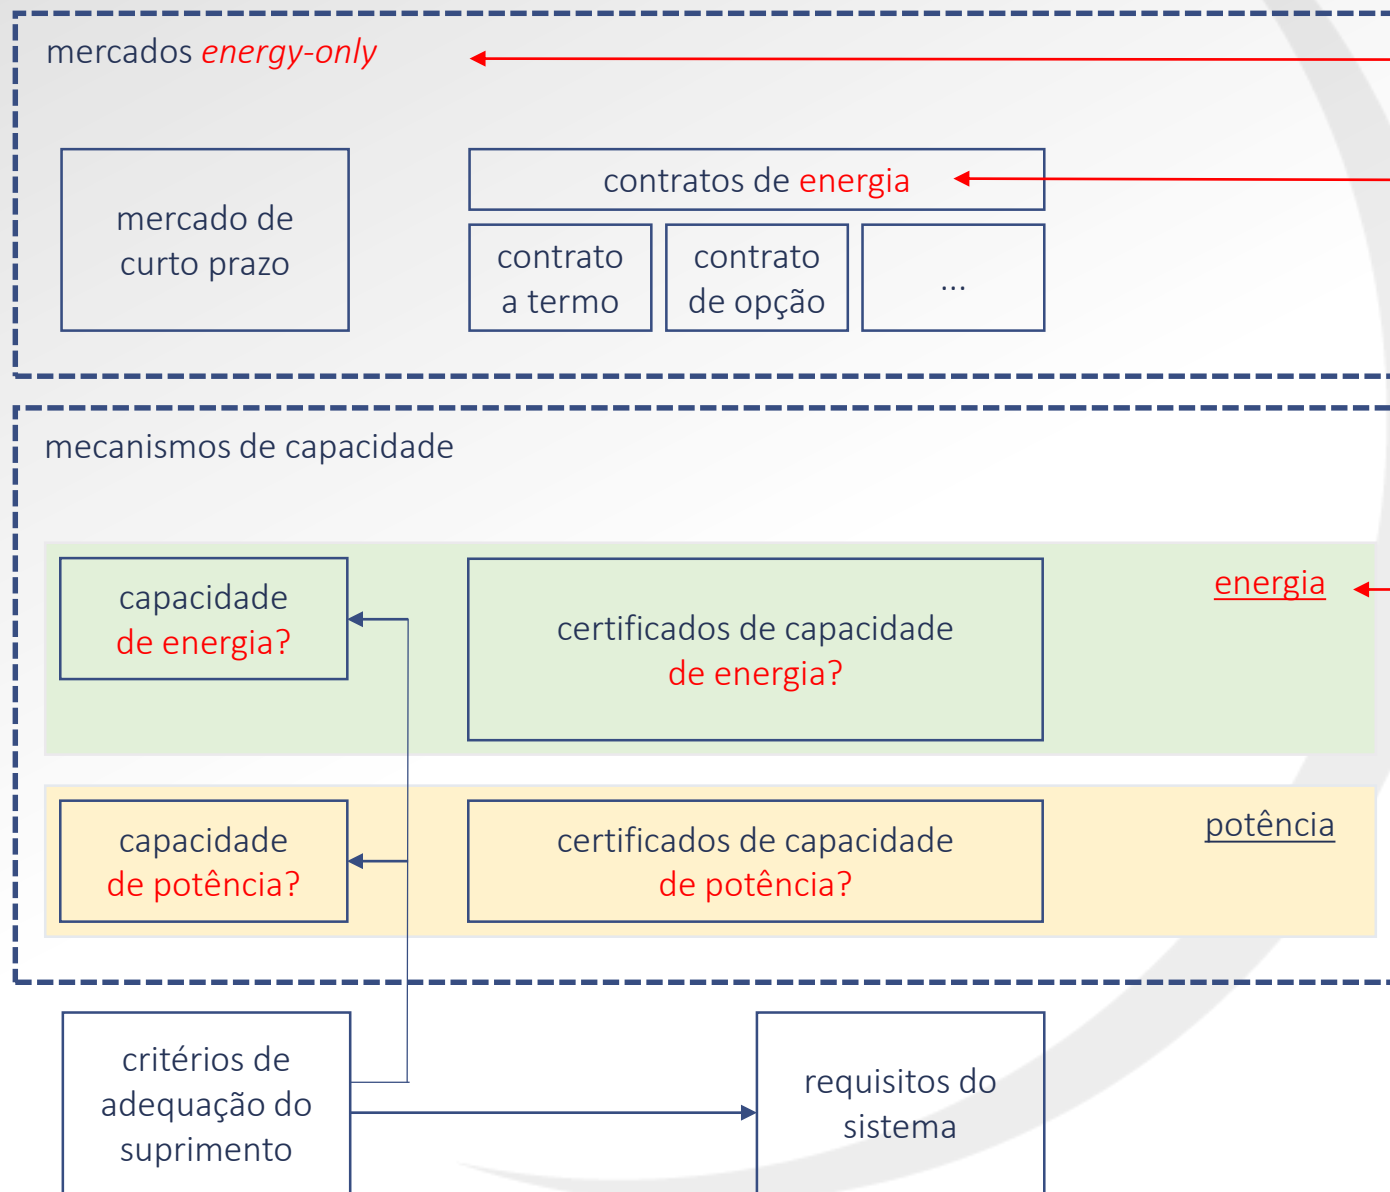 mercados energy-only
mercado de
curto prazo
contratos de energia
contrato
a termo
contrato
de opção
...
mecanismos de capacidade
capacidade
de energia?
certificados de capacidade
de energia?
energia
capacidade
de potência?
certificados de capacidade
de potência?
potência
critérios de
adequação do
suprimento
requisitos do
sistema